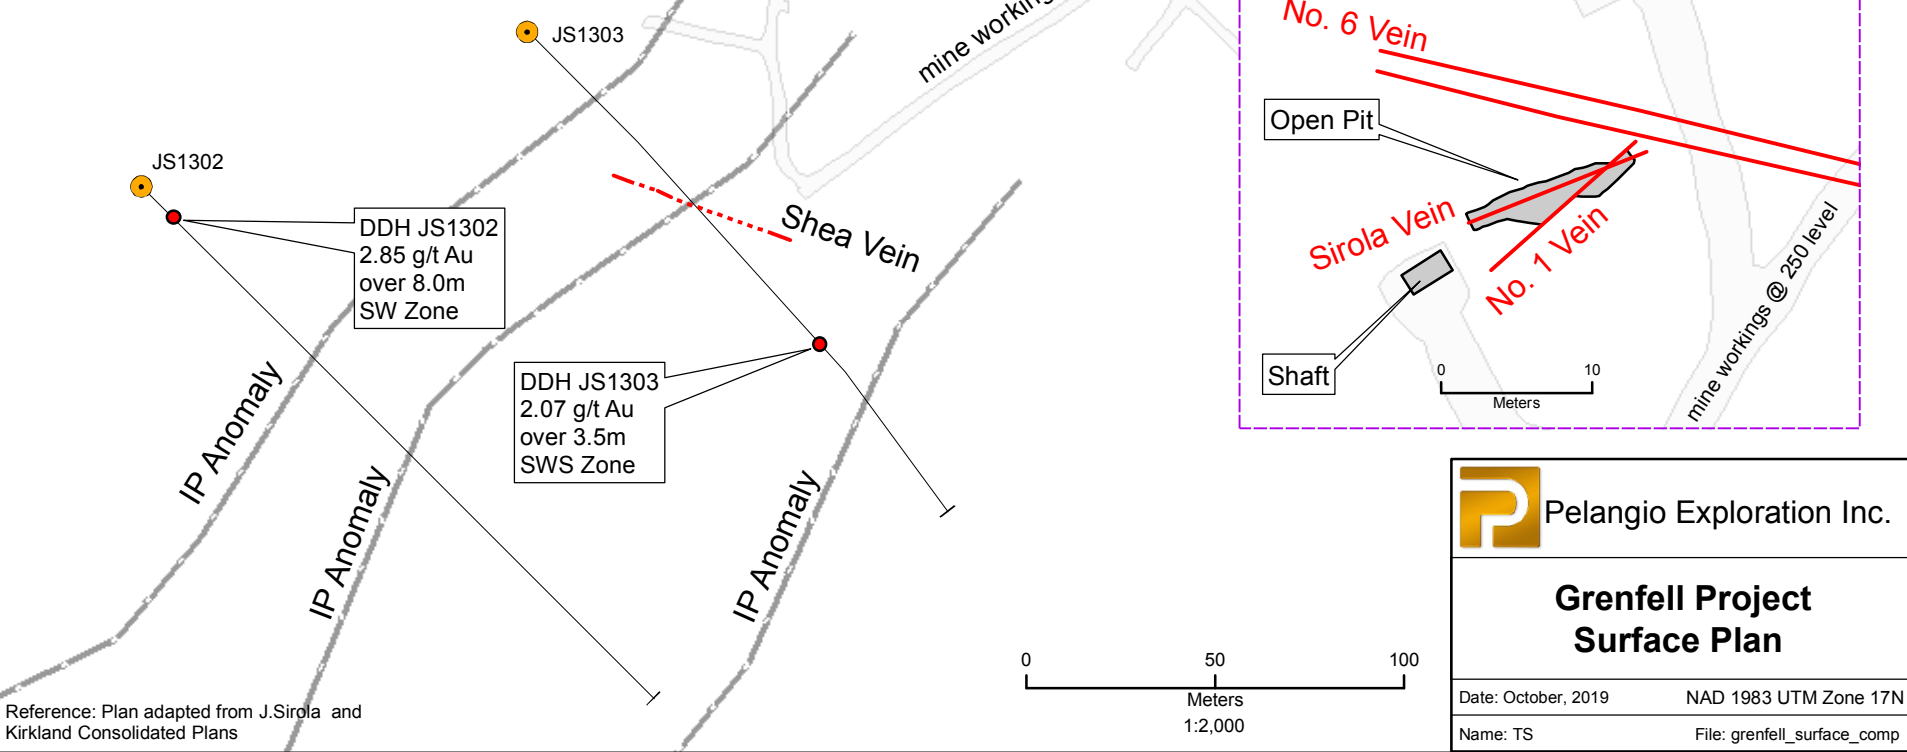 JS1303
JS1302
DDH JS1302
2.85 g/t Au
over 8.0m
SW Zone
Shea Vein
DDH JS1303
2.07 g/t Au
over 3.5m
SWS Zone
IP Anomaly
IP Anomaly
IP Anomaly
mine working
No. 6 Vein
Open Pit
Sirola Vein
No. 1 Vein
Shaft
0 10
Meters
mine workings @ 250 level
0 50 100
Meters
1:2,000
Reference: Plan adapted from J.Sirola and
Kirkland Consolidated Plans
Pelangio Exploration Inc.
Grenfell Project
Surface Plan
Date: October, 2019 NAD 1983 UTM Zone 17N
Name: TS File: grenfell_surface_comp